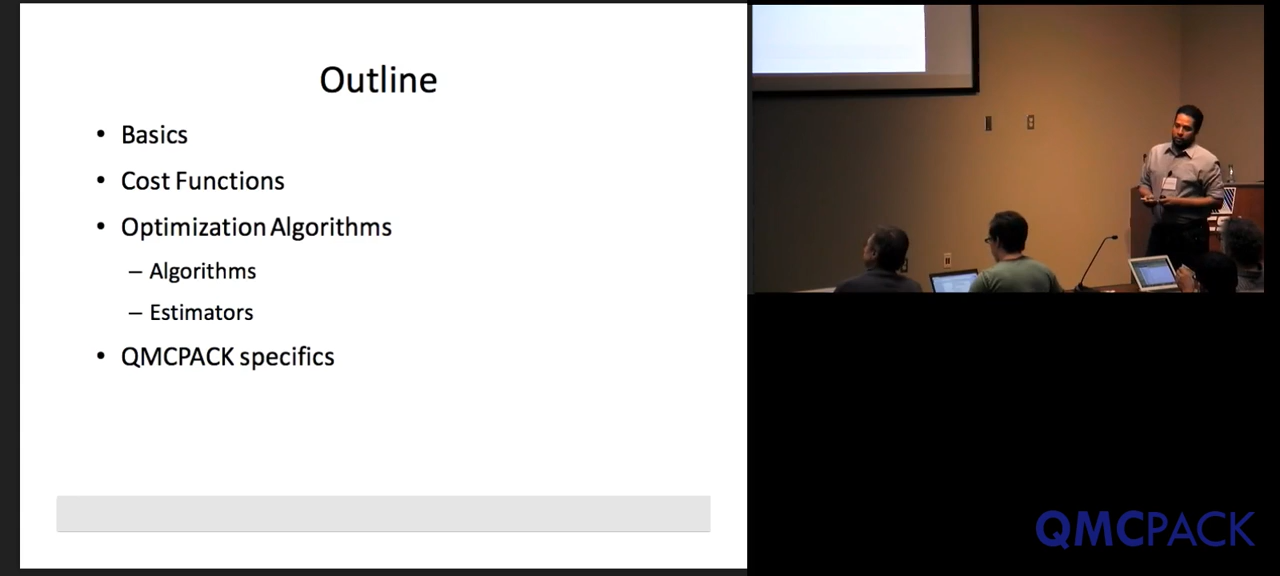 Outline
• Basics
• Cost Functions
• Optimization Algorithms
– Algorithms
– Estimators
• QMCPACK specifics
QMCPACK